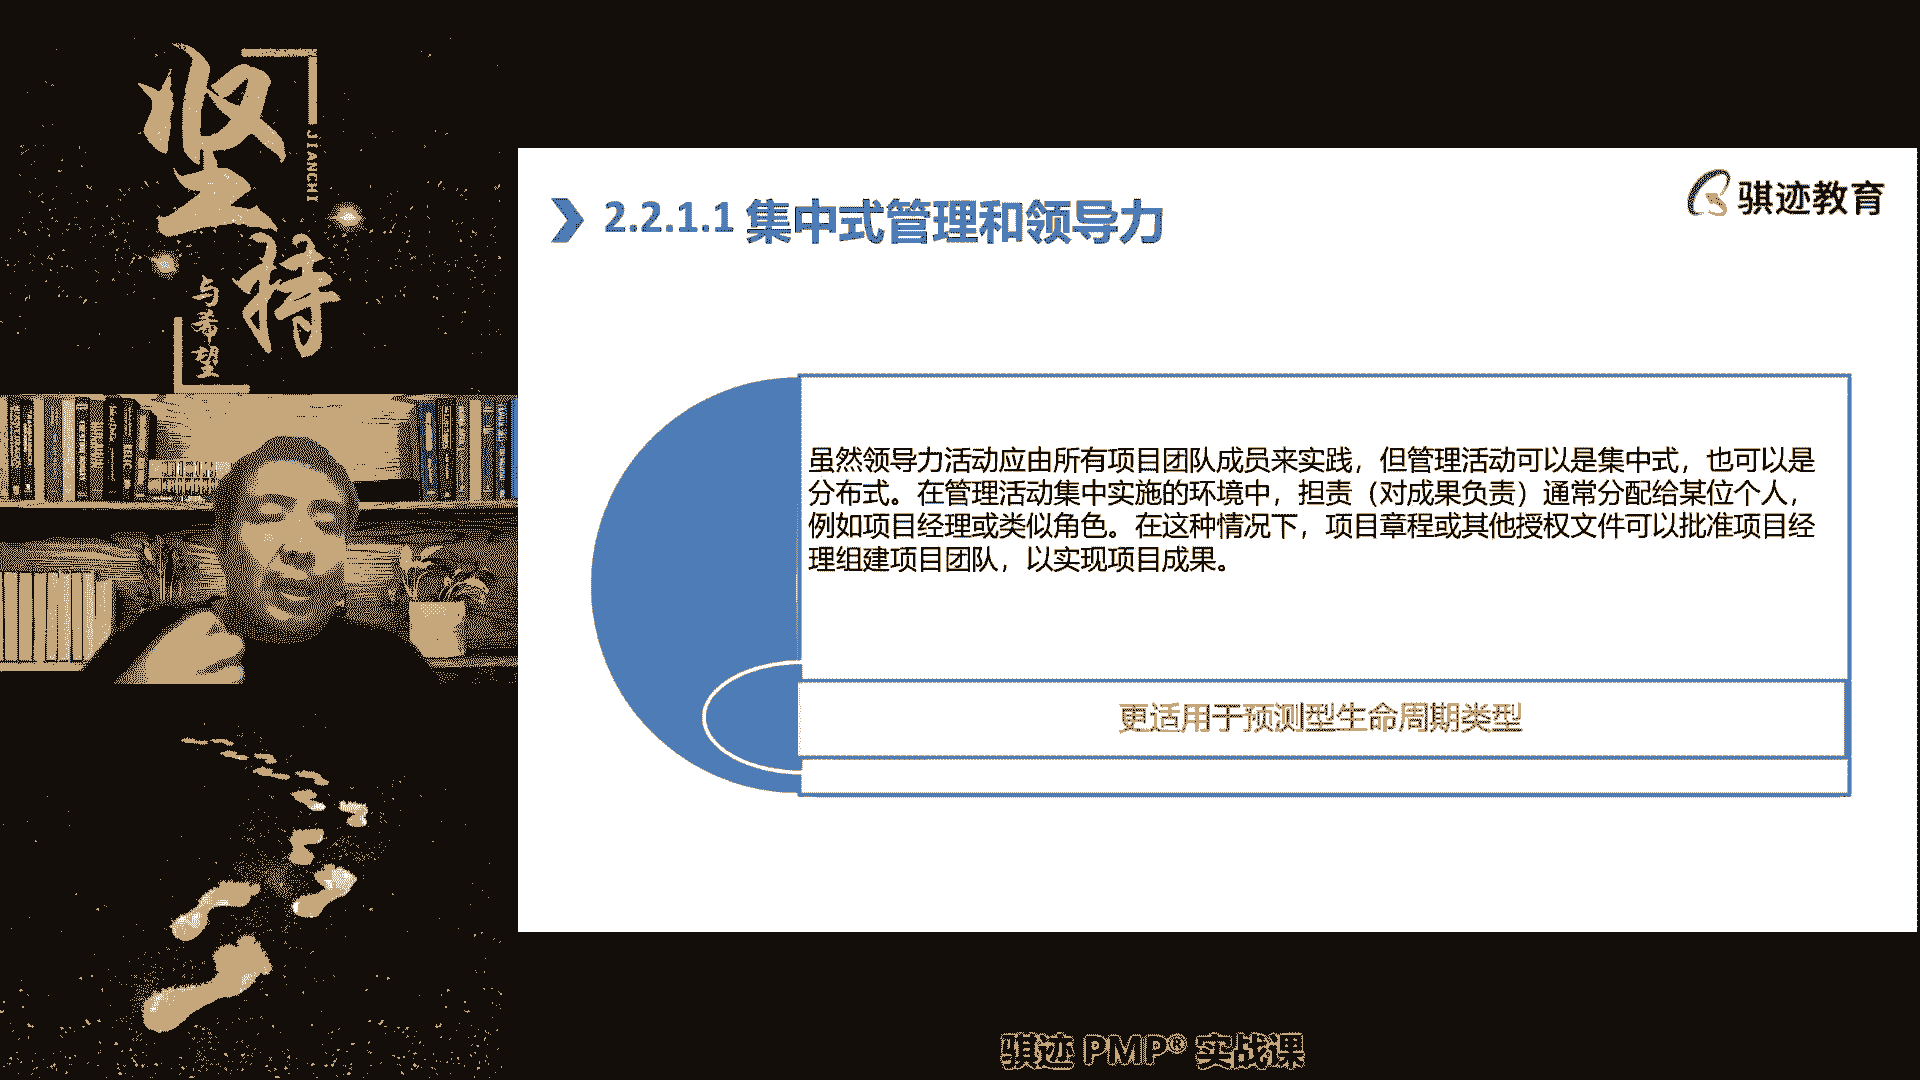 坚持
JIANCHI
与希望
2.2.1.1 集中式管理和领导力
骐迹教育
虽然领导力活动应由所有项目团队成员来实践，但管理活动可以是集中式，也可以是
分布式。在管理活动集中实施的环境中，担责（对成果负责）通常分配给某位个人，
例如项目经理或类似角色。在这种情况下，项目章程或其他授权文件可以批准项目经
理组建项目团队，以实现项目成果。
更适用于预测型生命周期类型
骐迹 PMP® 实战课